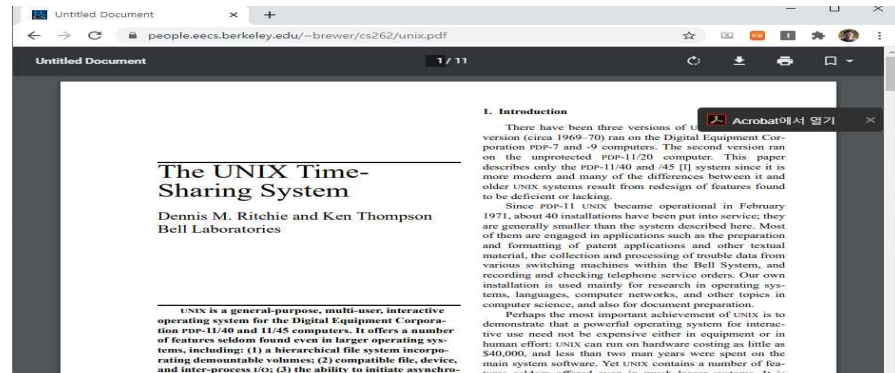 Untitled Document
people.eecs.berkeley.edu/~brewer/cs262/unix.pdf
Untitled Document
1 / 11
Acrobat에서 열기
The UNIX Time-
Sharing System
Dennis M. Ritchie and Ken Thompson
Bell Laboratories
UNIX is a general-purpose, multi-user, interactive
operating system for the Digital Equipment Corpora-
tion PDP-11/40 and 11/45 computers. It offers a number
of features seldom found even in larger operating sys-
tems, including: (1) a hierarchical file system incorpo-
rating demountable volumes; (2) compatible file, device,
and inter-process I/O; (3) the ability to initiate asynchro-
1. Introduction
There have been three versions of
version (circa 1969–70) ran on the Digital Equipment Cor-
poration PDP-7 and -9 computers. The second version ran
on the unprotected PDP-11/20 computer. This paper
describes only the PDP-11/40 and /45 [1] system since it is
more modern and many of the differences between it and
older UNIX systems result from redesign of features found
to be deficient or lacking.
Since PDP-11 UNIX became operational in February
1971, about 40 installations have been put into service; they
are generally smaller than the system described here. Most
of them are engaged in applications such as the preparation
and formatting of patent applications and other textual
material, the collection and processing of trouble data from
various switching machines within the Bell System, and
recording and checking telephone service orders. Our own
installation is used mainly for research in operating sys-
tems, languages, computer networks, and other topics in
computer science, and also for document preparation.
Perhaps the most important achievement of UNIX is to
demonstrate that a powerful operating system for interac-
tive use need not be expensive either in equipment or in
human effort: UNIX can run on hardware costing as little as
$40,000, and less than two man years were spent on the
main system software. Yet UNIX contains a number of fea-